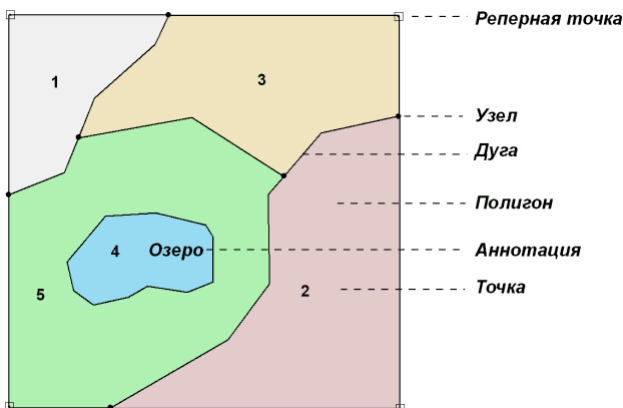 Реперная точка
1
3
Узел
Дуга
Полигон
4 Озеро
Аннотация
5
2
Точка